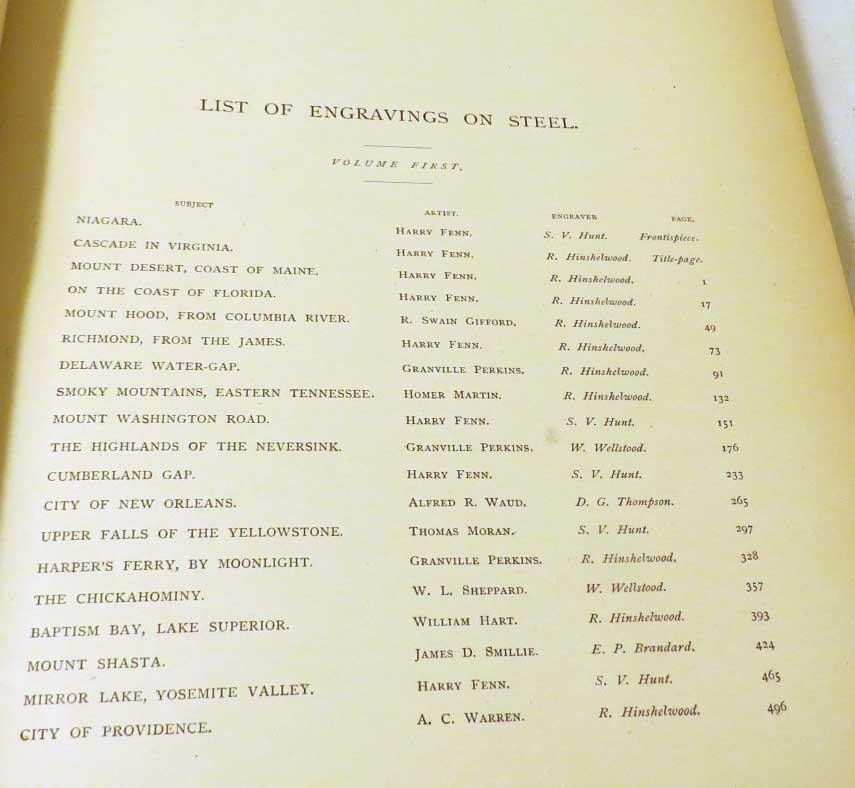 LIST OF ENGRAVINGS ON STEEL.
VOLUME FIRST.
SUBJECT ARTIST. ENGRAVER PAGE.
NIAGARA. HARRY FENN. S. V. Hunt. Frontispiece.
CASCADE IN VIRGINIA. HARRY FENN. R. Hinshelwood. Title-page.
MOUNT DESERT, COAST OF MAINE. HARRY FENN. R. Hinshelwood. 1
ON THE COAST OF FLORIDA. HARRY FENN. R. Hinshelwood. 17
MOUNT HOOD, FROM COLUMBIA RIVER. R. SWAIN GIFFORD. R. Hinshelwood. 49
RICHMOND, FROM THE JAMES. HARRY FENN. R. Hinshelwood. 73
DELAWARE WATER-GAP. GRANVILLE PERKINS. R. Hinshelwood. 91
SMOKY MOUNTAINS, EASTERN TENNESSEE. HOMER MARTIN. R. Hinshelwood. 132
MOUNT WASHINGTON ROAD. HARRY FENN. S. V. Hunt. 151
THE HIGHLANDS OF THE NEVERSINK. GRANVILLE PERKINS. W. Wellstood. 176
CUMBERLAND GAP. HARRY FENN. S. V. Hunt. 233
CITY OF NEW ORLEANS. ALFRED R. WAUD. D. G. Thompson. 265
UPPER FALLS OF THE YELLOWSTONE. THOMAS MORAN. S. V. Hunt. 297
HARPER'S FERRY, BY MOONLIGHT. GRANVILLE PERKINS. R. Hinshelwood. 328
THE CHICKAHOMINY. W. L. SHEPPARD. W. Wellstood. 357
BAPTISM BAY, LAKE SUPERIOR. WILLIAM HART. R. Hinshelwood. 393
MOUNT SHASTA. JAMES D. SMILLIE. E. P. Brandard. 424
MIRROR LAKE, YOSEMITE VALLEY. HARRY FENN. S. V. Hunt. 465
CITY OF PROVIDENCE. A. C. WARREN. R. Hinshelwood. 496